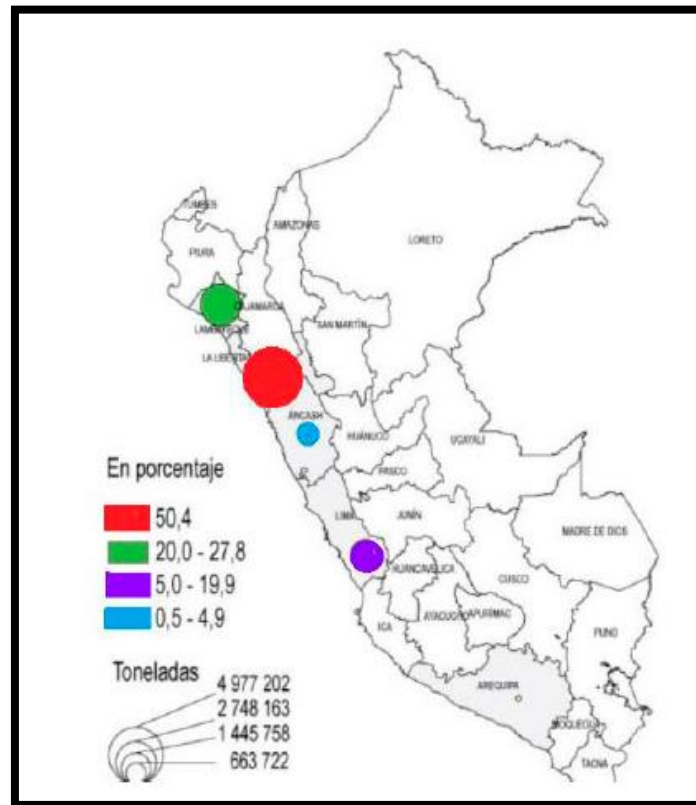 TUMBES
PIURA
AMAZONAS
LORETO
CAJAMARCA
LAMBAYEQUE
SAN MARTÍN
LA LIBERTAD
ÁNCASH
HUÁNUCO
UCAYALI
PASCO
LIMA
JUNÍN
MADRE DE DIOS
HUANCAVELICA
CUSCO
ICA
AYACUCHO
APURÍMAC
PUNO
AREQUIPA
MOQUEGUA
TACNA
En porcentaje
50,4
20,0 - 27,8
5,0 - 19,9
0,5 - 4,9
Toneladas
4 977 202
2 748 163
1 445 758
663 722